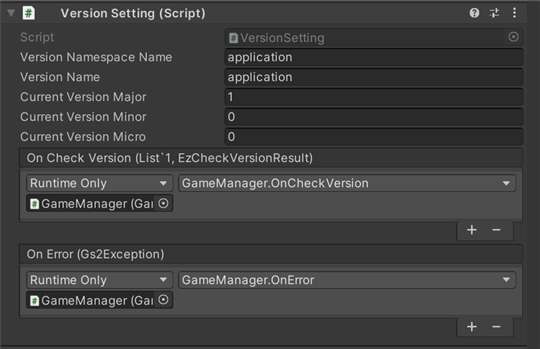 Version Setting (Script)
Script VersionSetting
Version Namespace Name application
Version Name application
Current Version Major 1
Current Version Minor 0
Current Version Micro 0
On Check Version (List`1, EzCheckVersionResult)
Runtime Only GameManager.OnCheckVersion
GameManager (Gai
+ −
On Error (Gs2Exception)
Runtime Only GameManager.OnError
GameManager (Gai
+ −